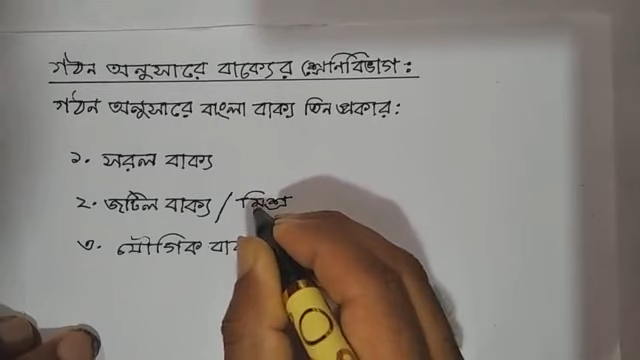 গঠন অনুসারে বাক্যের শ্রেণিবিভাগ:
গঠন অনুসারে বাংলা বাক্য তিন প্রকার:
১. সরল বাক্য
২. জটিল বাক্য / মিশ্র
৩. যৌগিক